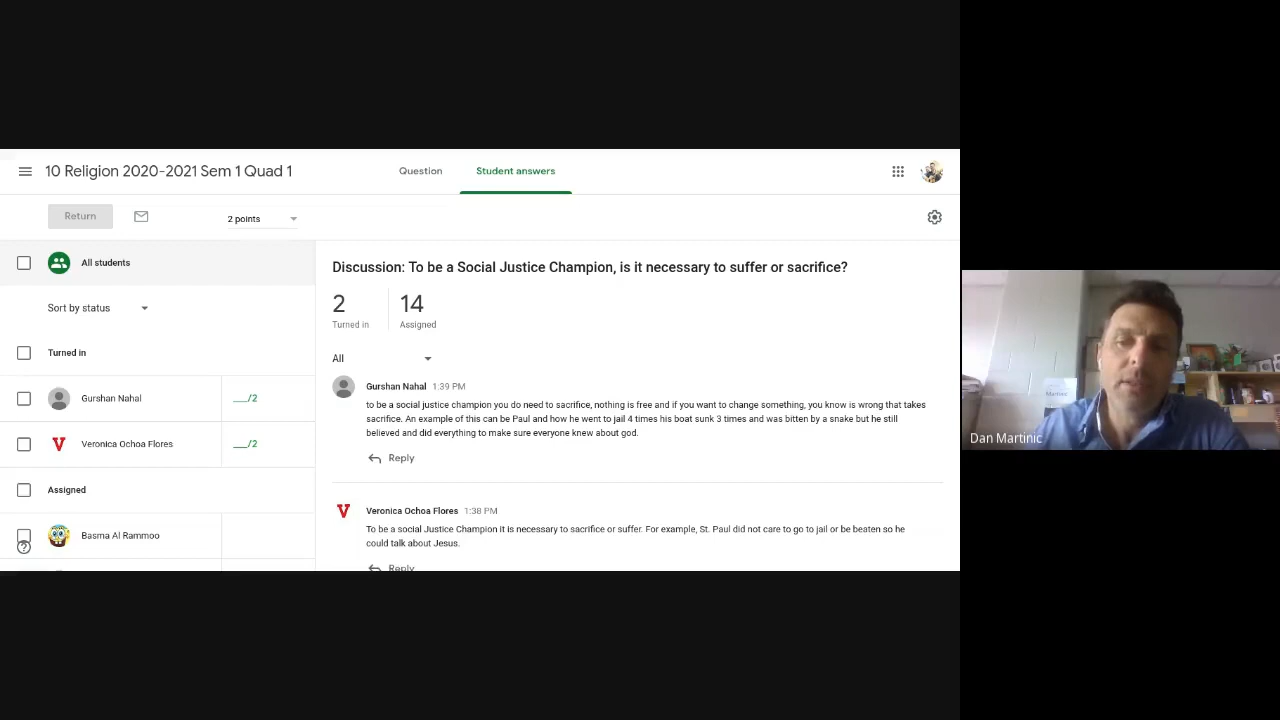 10 Religion 2020-2021 Sem 1 Quad 1
Question
Student answers
Return
2 points
All students
Sort by status
Turned in
Gurshan Nahal
__/2
Veronica Ochoa Flores
__/2
Assigned
Basma Al Rammoo
Discussion: To be a Social Justice Champion, is it necessary to suffer or sacrifice?
2
14
Turned in
Assigned
All
Gurshan Nahal 1:39 PM
to be a social justice champion you do need to sacrifice, nothing is free and if you want to change something, you know is wrong that takes
sacrifice. An example of this can be Paul and how he went to jail 4 times his boat sunk 3 times and was bitten by a snake but he still
believed and did everything to make sure everyone knew about god.
Reply
V
Veronica Ochoa Flores 1:38 PM
To be a social Justice Champion it is necessary to sacrifice or suffer. For example, St. Paul did not care to go to jail or be beaten so he
could talk about Jesus.
Reply
Dan Martinic